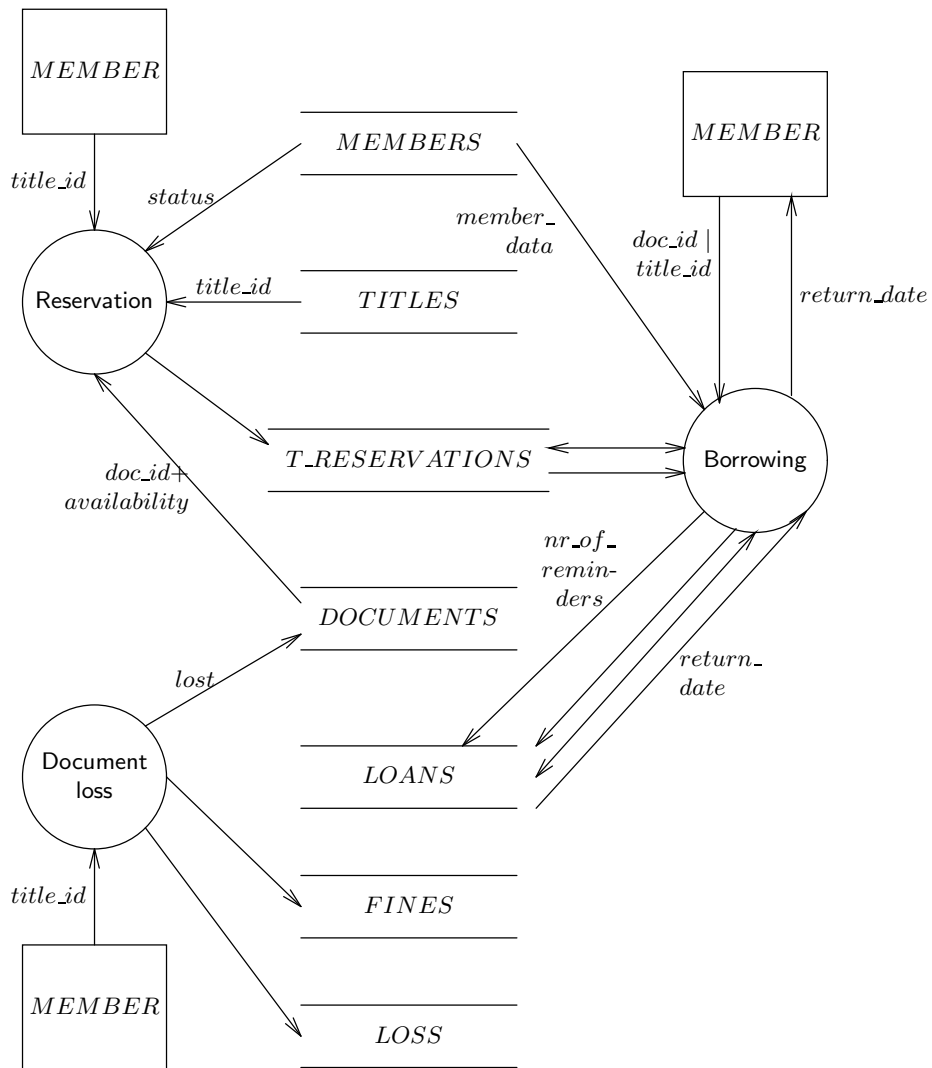 MEMBER
MEMBERS
MEMBER
title_id
status
member_
data
doc_id |
title_id
Reservation
title_id
TITLES
return_date
T_RESERVATIONS
Borrowing
doc_id+
availability
nr_of_
remin-
ders
DOCUMENTS
return_
date
lost
Document
loss
LOANS
title_id
FINES
MEMBER
LOSS